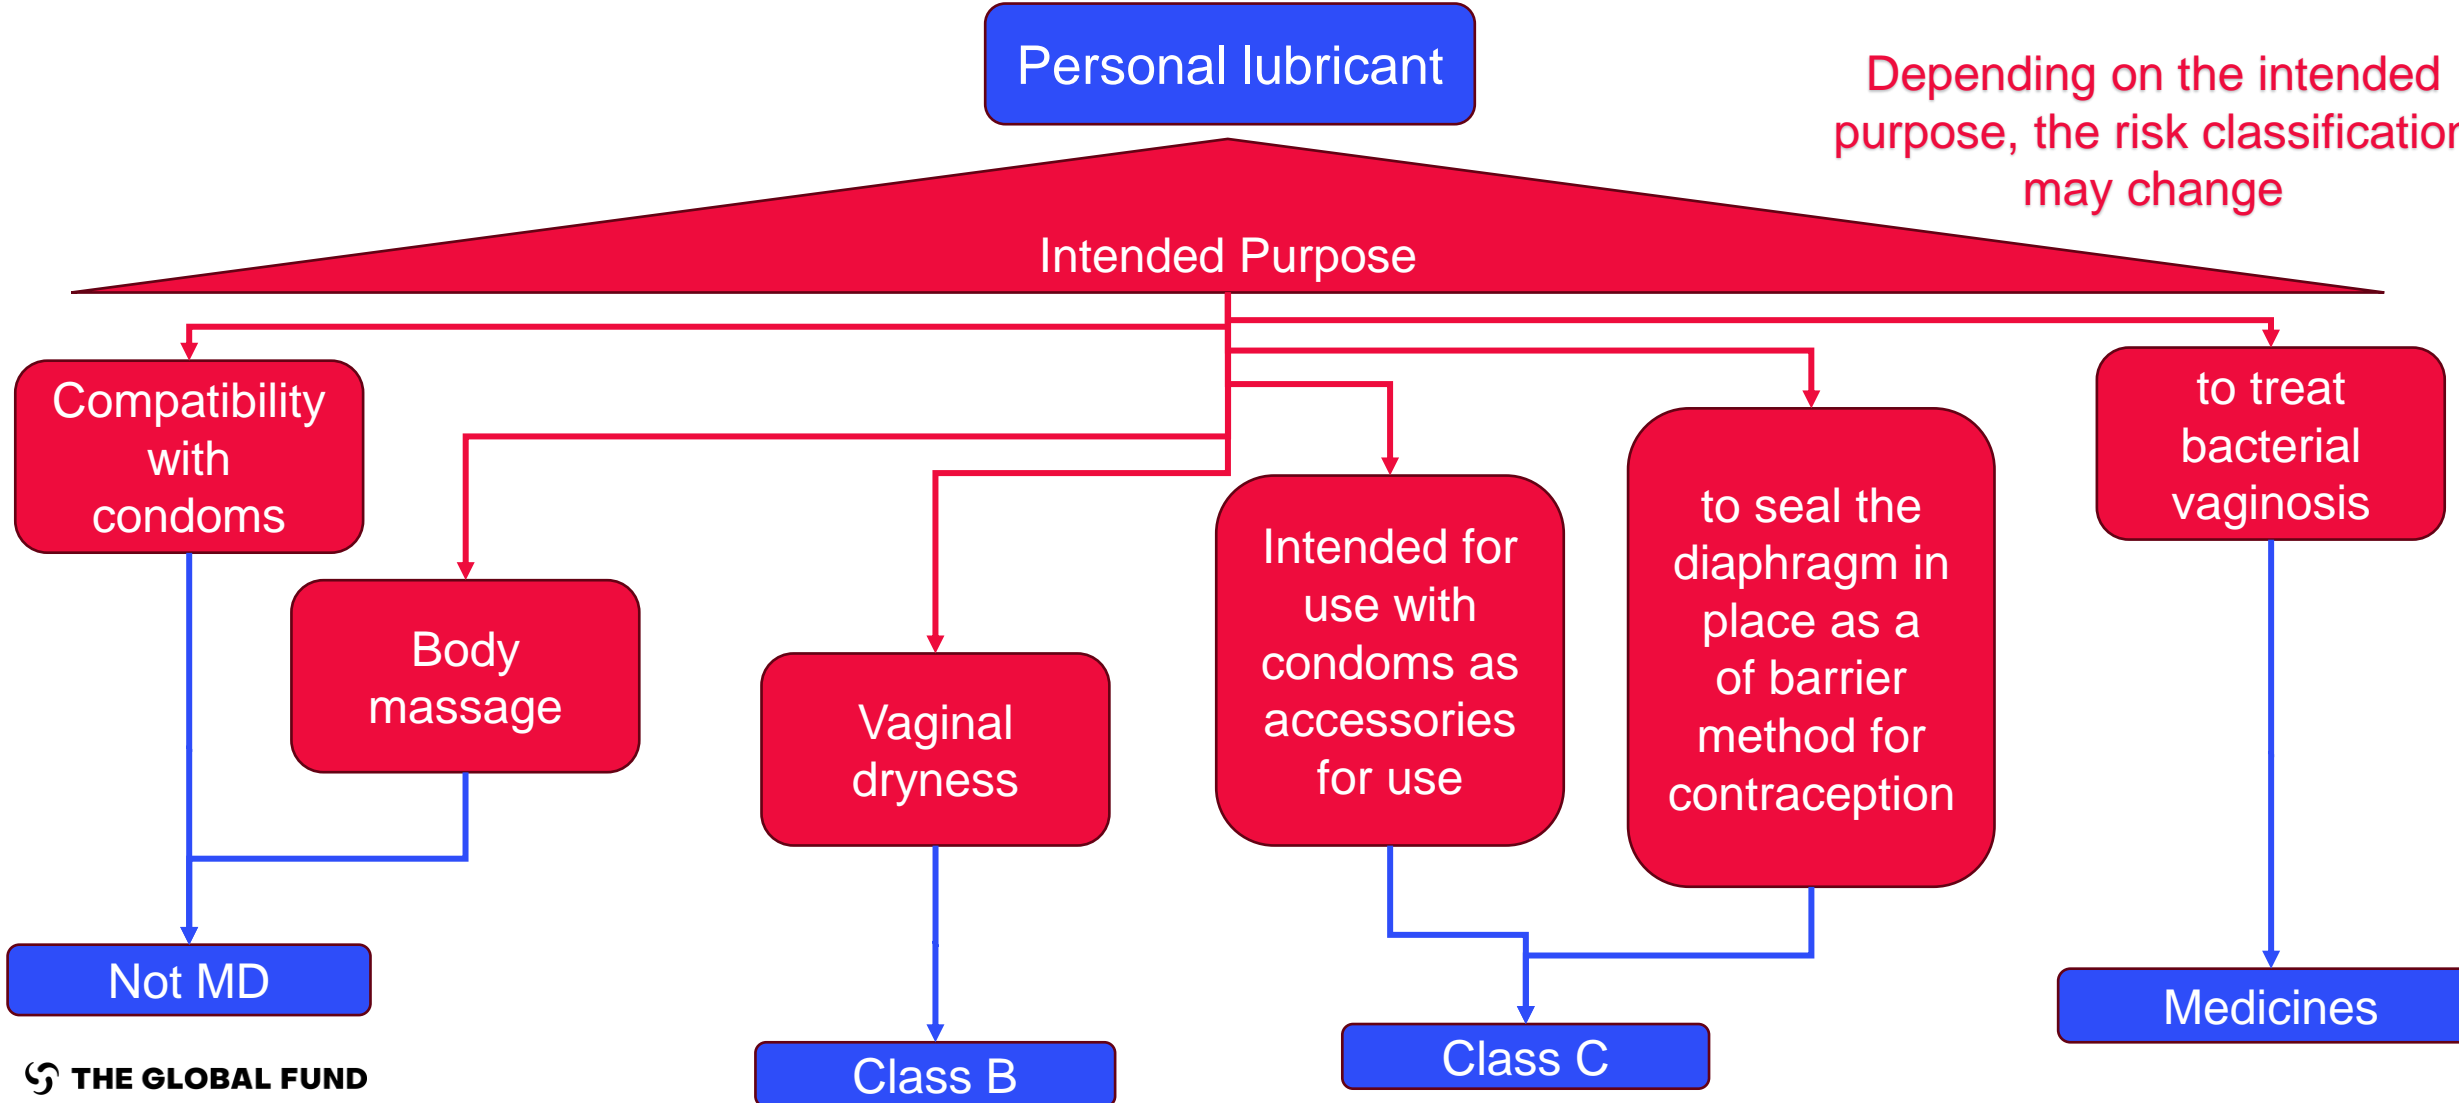 Personal lubricant
Depending on the intended
purpose, the risk classification
may change
Intended Purpose
Compatibility
with
condoms
Body
massage
Vaginal
dryness
Intended for
use with
condoms as
accessories
for use
to seal the
diaphragm in
place as a
of barrier
method for
contraception
to treat
bacterial
vaginosis
Not MD
Class B
Class C
Medicines
THE GLOBAL FUND